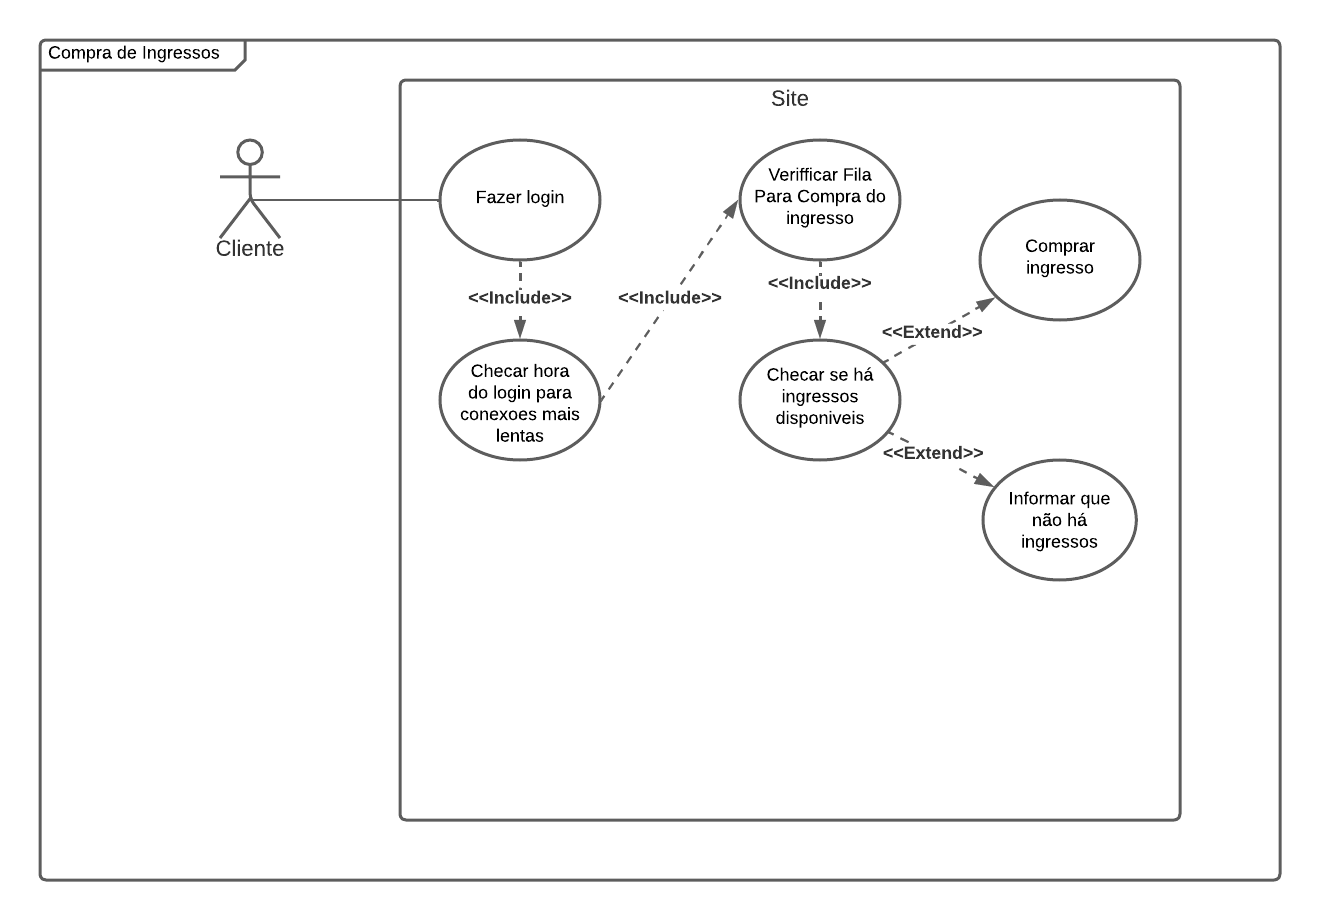 Compra de Ingressos
Site
Cliente
Fazer login
<<Include>>
Checar hora
do login para
conexoes mais
lentas
<<Include>>
Verifficar Fila
Para Compra do
ingresso
<<Include>>
Checar se há
ingressos
disponiveis
<<Extend>>
Comprar
ingresso
<<Extend>>
Informar que
não há
ingressos